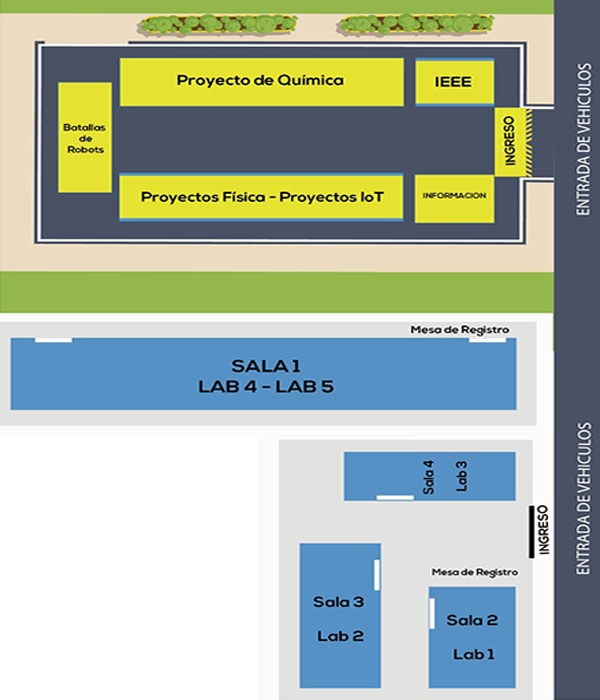 Proyecto de Química
IEEE
Batallas
de
Robots
INGRESO
Proyectos Física - Proyectos IoT
INFORMACION
ENTRADA DE VEHICULOS
Mesa de Registro
SALA 1
LAB 4 - LAB 5
Sala 4
Lab 3
INGRESO
ENTRADA DE VEHICULOS
Mesa de Registro
Sala 3
Lab 2
Sala 2
Lab 1